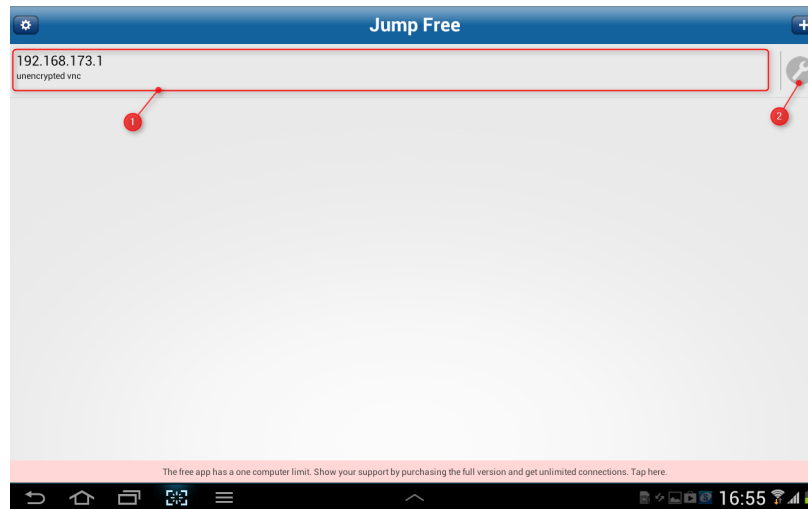 Jump Free
+
192.168.173.1
unencrypted vnc
1
2
The free app has a one computer limit. Show your support by purchasing the full version and get unlimited connections. Tap here.
16:55